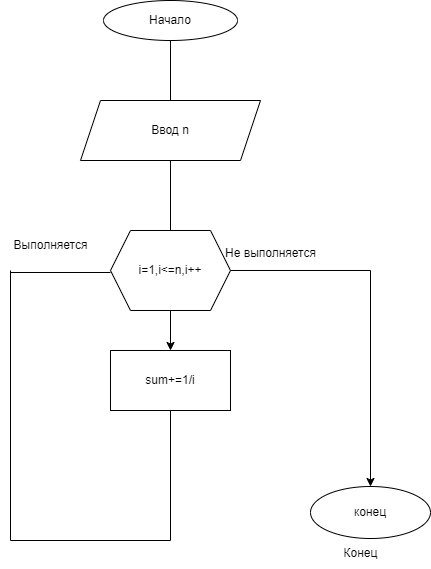 Начало
Ввод n
Выполняется
Не выполняется
i=1,i<=n,i++
sum+=1/i
конец
Конец